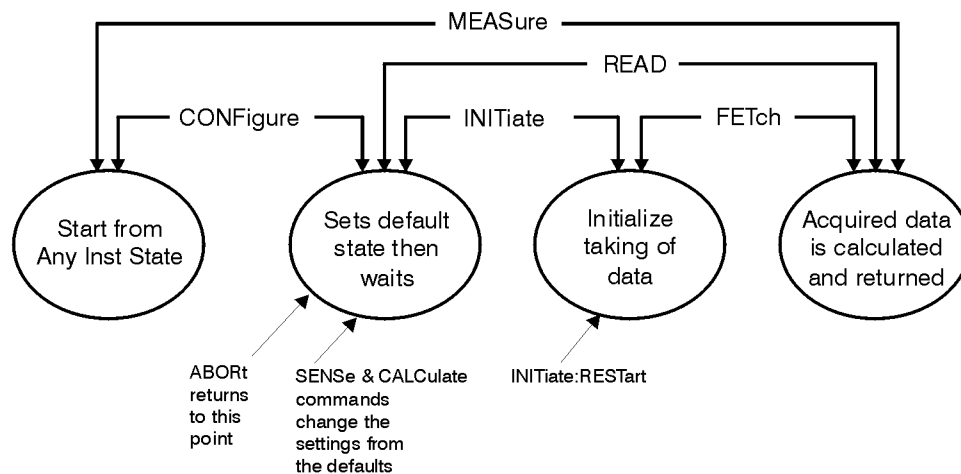 MEASure
READ
CONFigure
INITiate
FETch
Start from
Any Inst State
Sets default
state then
waits
Initialize
taking of
data
Acquired data
is calculated
and returned
ABORt
returns
to this
point
SENSe & CALCulate
commands
change the
settings from
the defaults
INITiate:RESTart